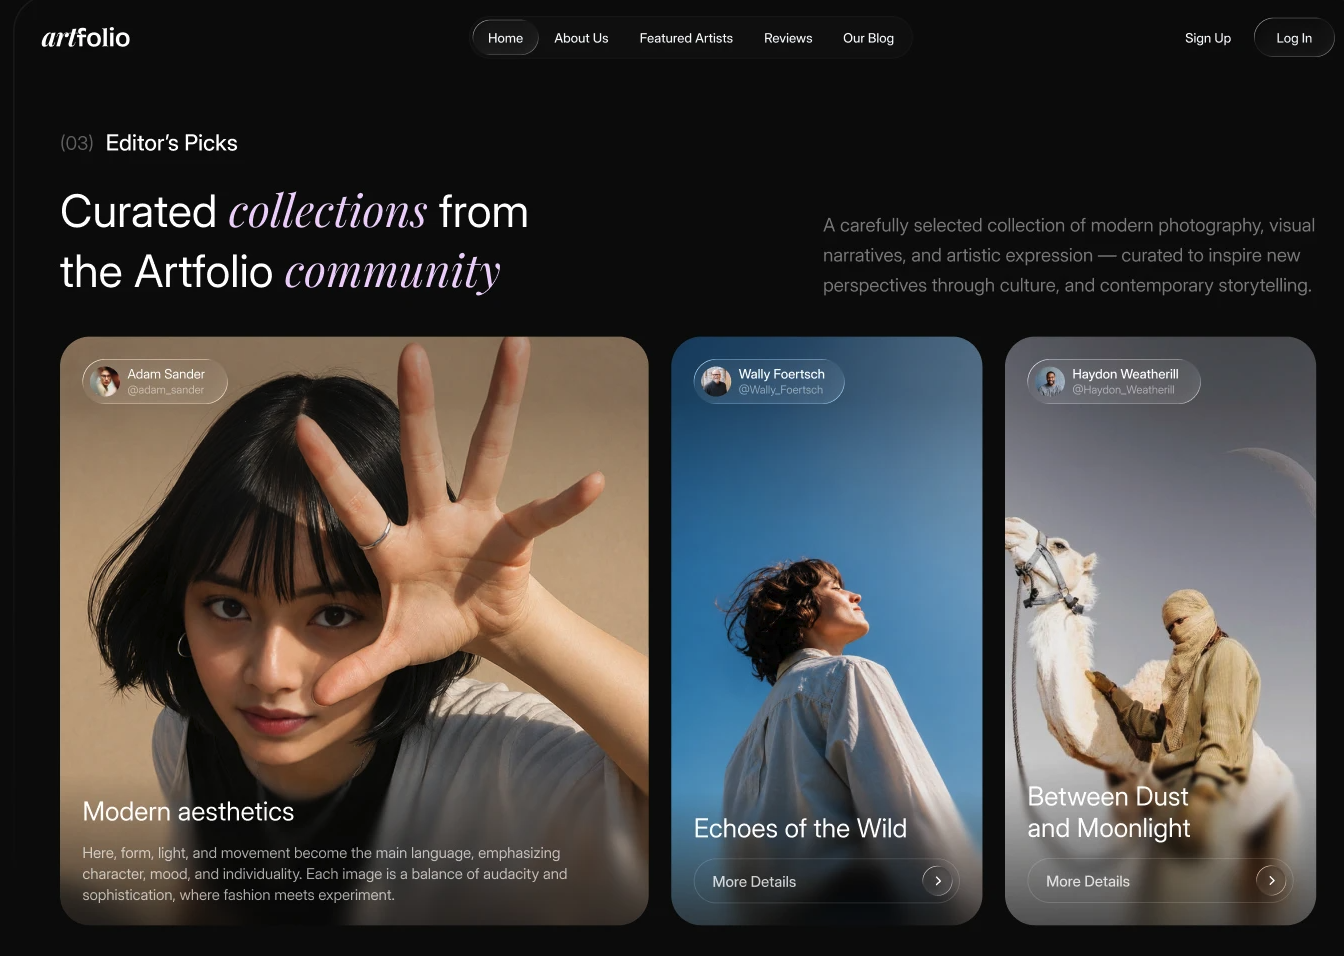 artfolio
Home
About Us
Featured Artists
Reviews
Our Blog
Sign Up
Log In
(03) Editor’s Picks
Curated collections from
the Artfolio community
A carefully selected collection of modern photography, visual
narratives, and artistic expression — curated to inspire new
perspectives through culture, and contemporary storytelling.
Adam Sander
@adam_sander
Modern aesthetics
Here, form, light, and movement become the main language, emphasizing
character, mood, and individuality. Each image is a balance of audacity and
sophistication, where fashion meets experiment.
Wally Foertsch
@Wally_Foertsch
Echoes of the Wild
More Details
Haydon Weatherill
@Haydon_Weatherill
Between Dust
and Moonlight
More Details